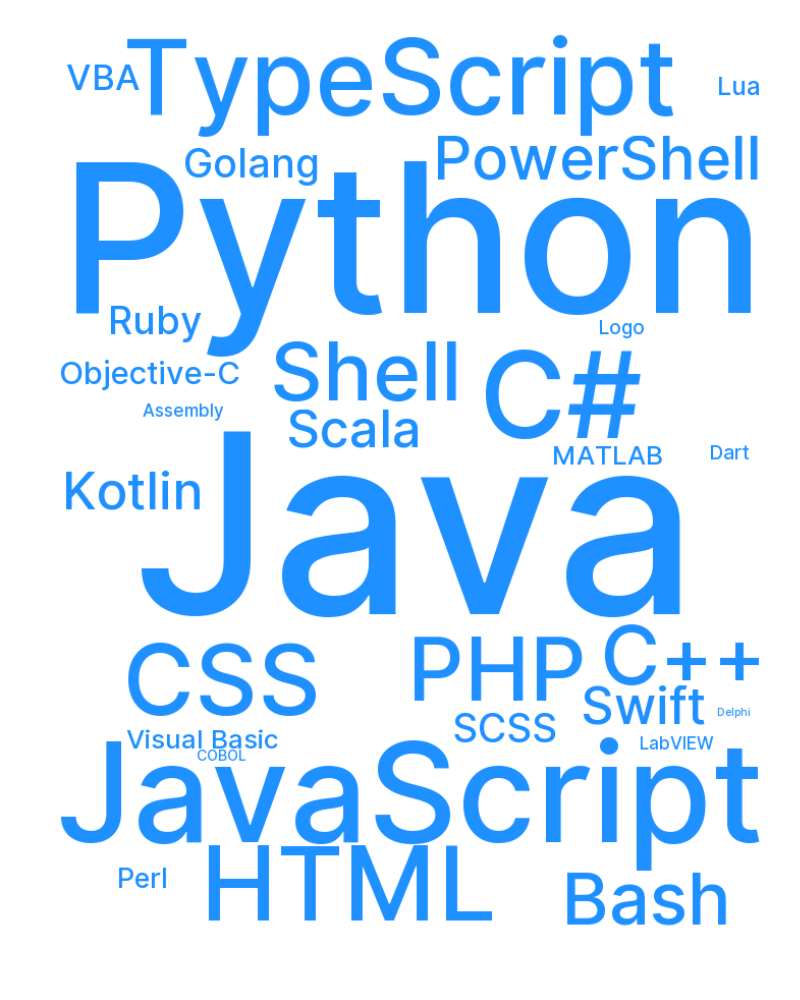 TypeScript
VBA
Lua
PowerShell
Golang
Python
Ruby
Logo
Shell
C#
Objective-C
Assembly
Scala
MATLAB
Dart
Java
Kotlin
CSS
PHP
C++
Swift
Delphi
SCSS
Visual Basic
LabVIEW
COBOL
JavaScript
HTML
Perl
Bash